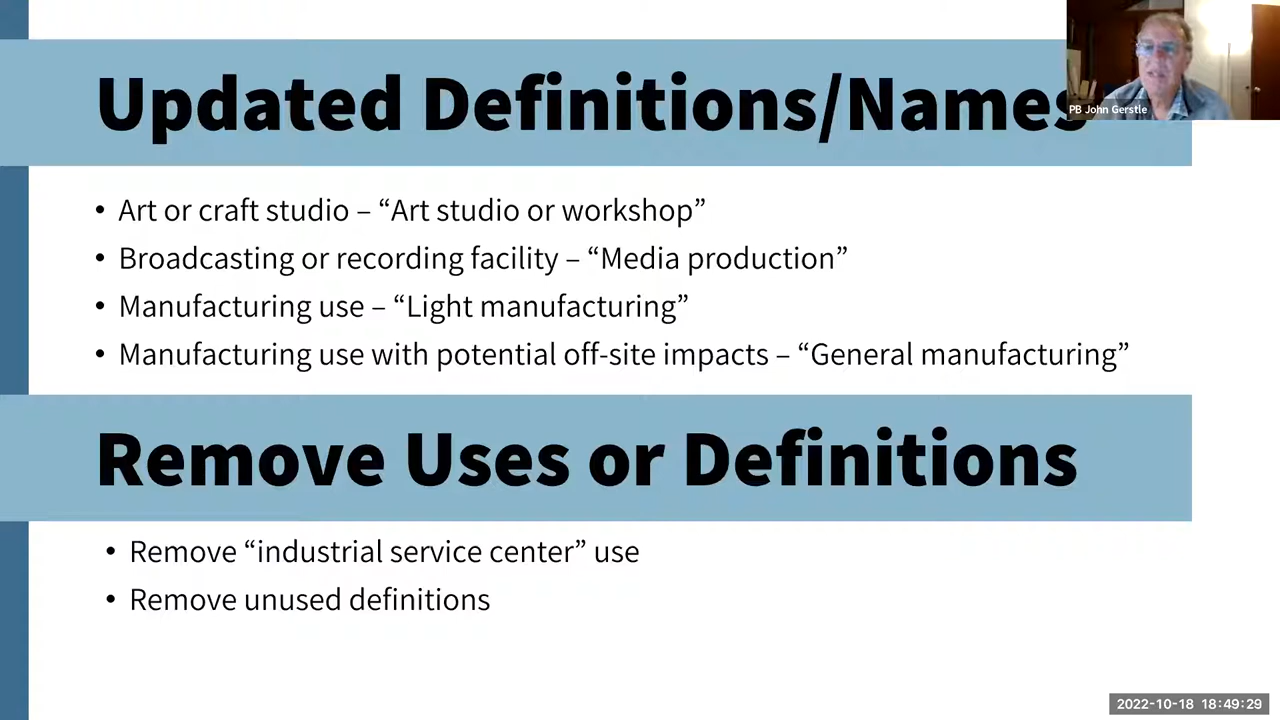 Updated Definitions/Names
PB John Gerstle
• Art or craft studio – “Art studio or workshop”
• Broadcasting or recording facility – “Media production”
• Manufacturing use – “Light manufacturing”
• Manufacturing use with potential off-site impacts – “General manufacturing”
Remove Uses or Definitions
• Remove “industrial service center” use
• Remove unused definitions
2022-10-18 18:49:29